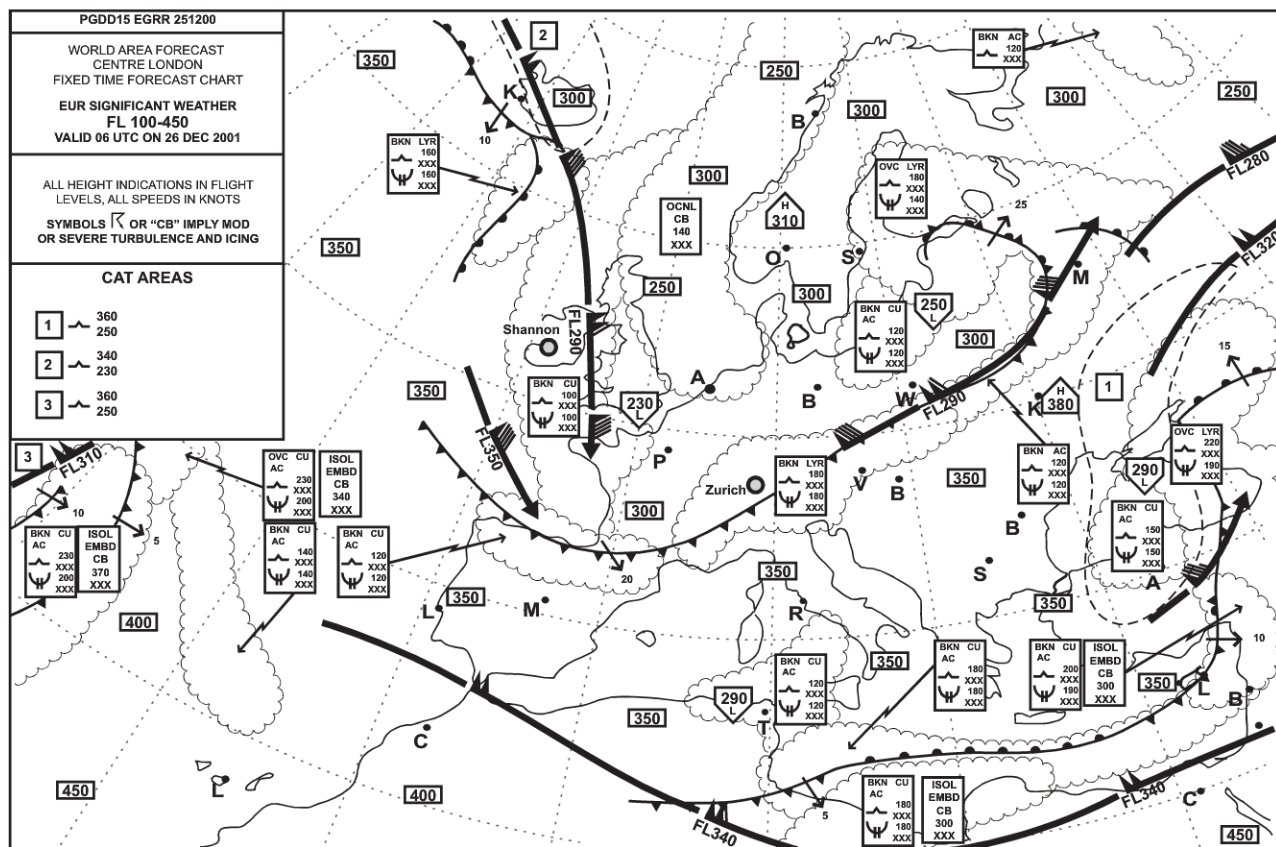 PGDD15 EGRR 251200
WORLD AREA FORECAST
CENTRE LONDON
FIXED TIME FORECAST CHART
EUR SIGNIFICANT WEATHER
FL 100-450
VALID 06 UTC ON 26 DEC 2001
ALL HEIGHT INDICATIONS IN FLIGHT
LEVELS, ALL SPEEDS IN KNOTS
SYMBOLS OR “CB” IMPLY MOD
OR SEVERE TURBULENCE AND ICING
CAT AREAS
1 360
250
2 340
230
3 360
250
350
1
2
K
300
10
BKN LYR
160
XXX
160
XXX
350
250
B
300
BKN AC
120
XXX
300
250
FL280
300
OCNL
CB
140
XXX
H
310
OVC LYR
180
XXX
140
XXX
25
FL320
O
S
M
250
300
250
L
BKN CU
AC
120
XXX
120
XXX
300
Shannon
FL290
350
BKN CU
100
XXX
100
XXX
230
L
A
B
W
FL290
K
H
380
1
15
FL350
P
Zurich
BKN LYR
180
XXX
180
XXX
V
B
350
BKN AC
120
XXX
120
XXX
B
290
L
OVC LYR
220
XXX
190
XXX
3
FL310
10
5
OVC CU
AC
230
XXX
200
XXX
ISOL
EMBD
CB
340
XXX
300
BKN CU
AC
230
XXX
200
XXX
ISOL
EMBD
CB
370
XXX
BKN CU
AC
140
XXX
140
XXX
BKN CU
AC
120
XXX
120
XXX
20
BKN CU
AC
150
XXX
150
XXX
A
S
350
L
350
M
R
350
400
350
BKN CU
AC
180
XXX
180
XXX
BKN CU
AC
200
XXX
190
XXX
ISOL
EMBD
CB
300
XXX
10
350
L
B
BKN CU
AC
120
XXX
120
XXX
290
L
T
350
C
L
450
400
5
BKN CU
AC
180
XXX
180
XXX
ISOL
EMBD
CB
300
XXX
FL340
FL340
C
450